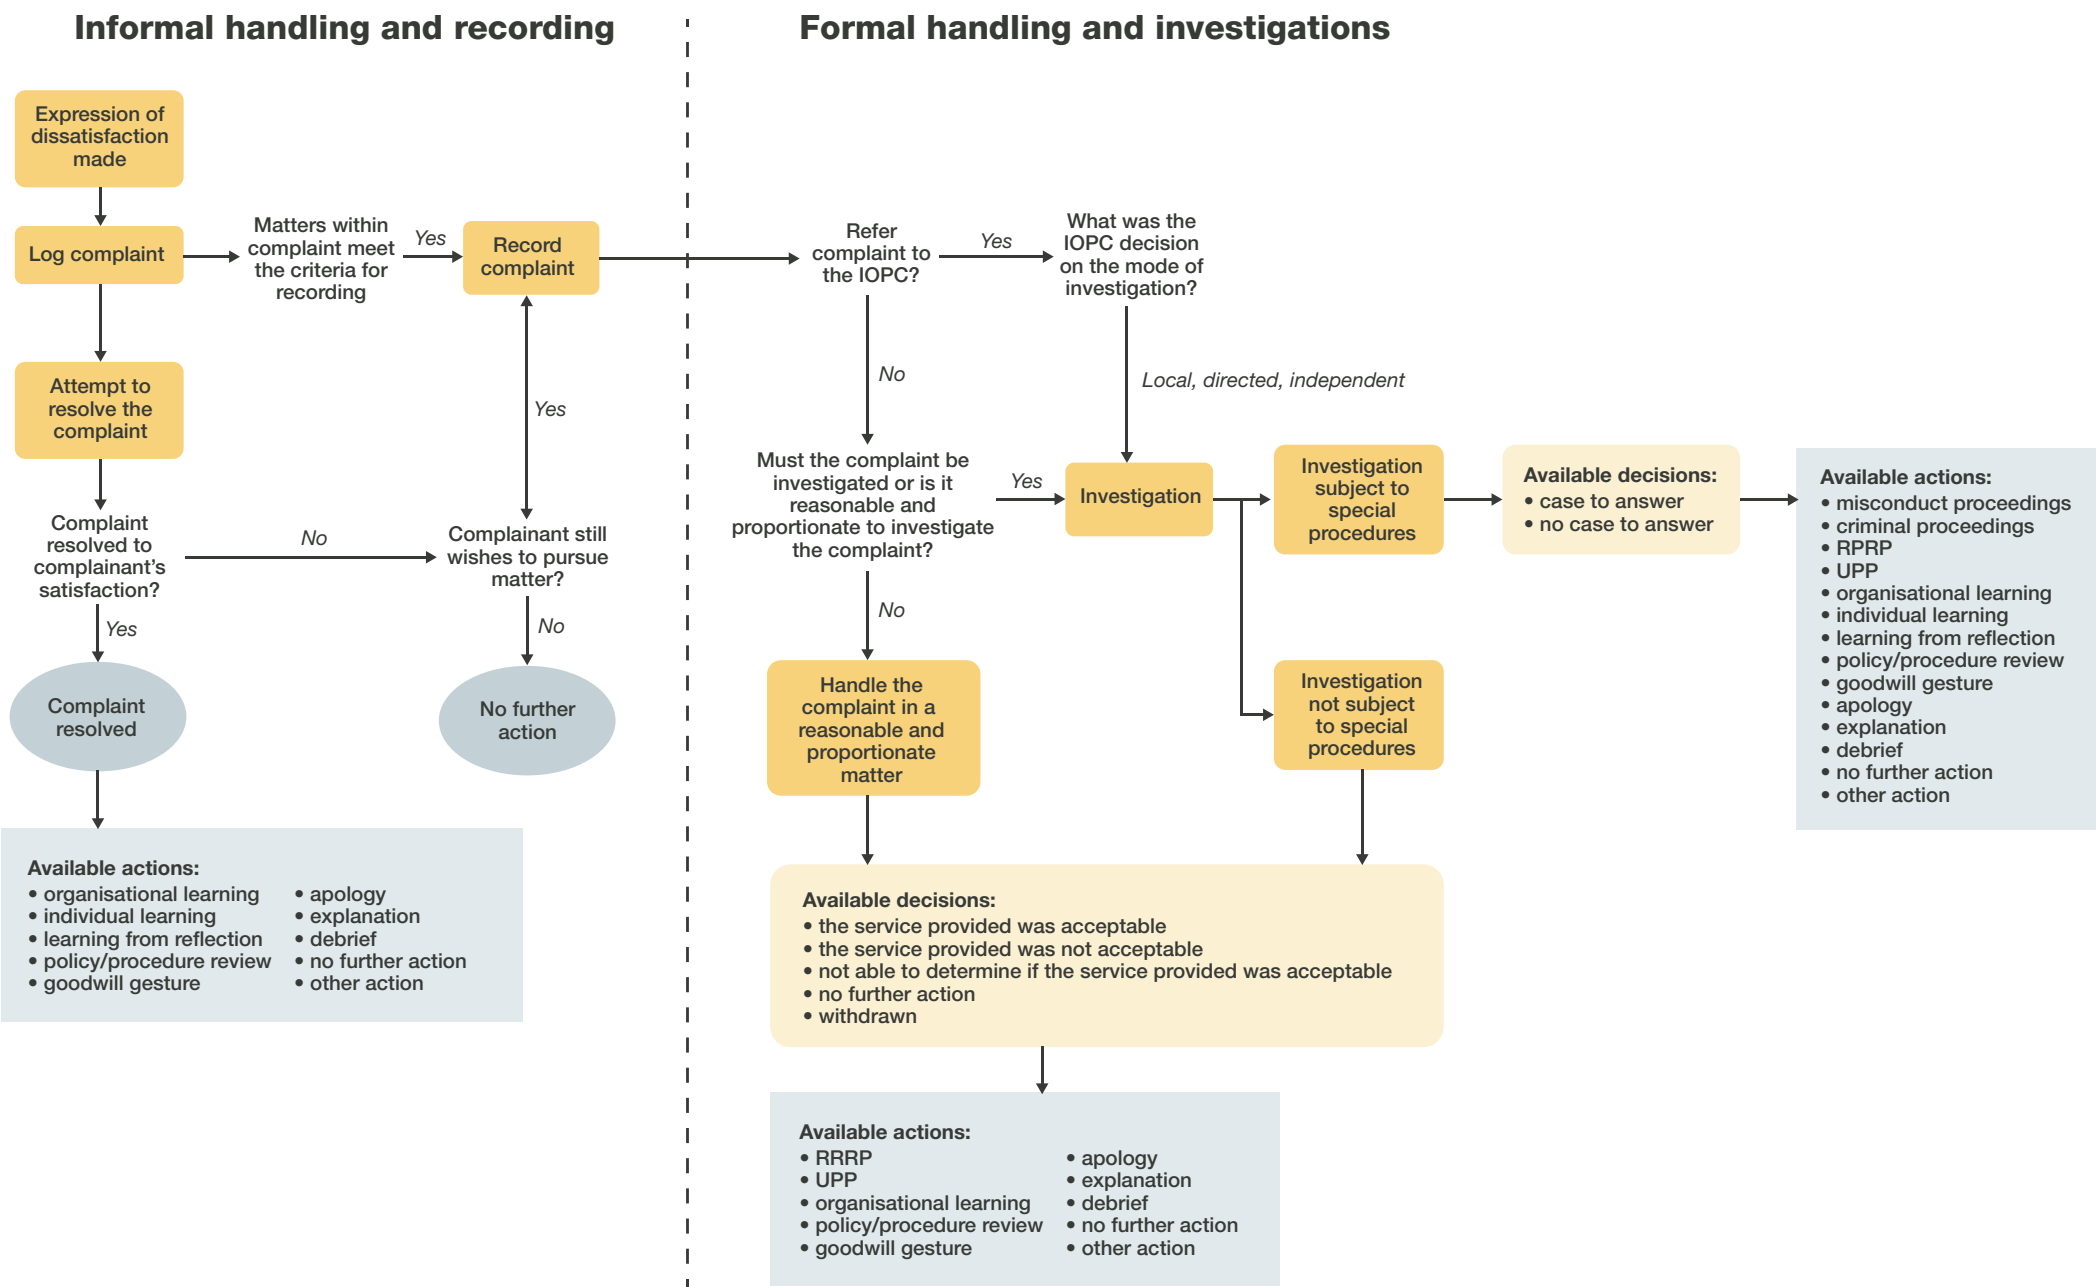 Informal handling and recording
Formal handling and investigations
Expression of
dissatisfaction
made
Log complaint
Matters within
complaint meet
the criteria for
recording
Yes
Record
complaint
Attempt to
resolve the
complaint
Yes
Complaint
resolved to
complainant’s
satisfaction?
No
Complainant still
wishes to pursue
matter?
Yes
No
Complaint
resolved
No further
action
Available actions:
• organisational learning
• individual learning
• learning from reflection
• policy/procedure review
• goodwill gesture
• apology
• explanation
• debrief
• no further action
• other action
Refer
complaint to
the IOPC?
Yes
What was the
IOPC decision
on the mode of
investigation?
No
Local, directed, independent
Must the complaint be
investigated or is it
reasonable and
proportionate to investigate
the complaint?
Yes
Investigation
Investigation
subject to
special
procedures
Available decisions:
• case to answer
• no case to answer
Available actions:
• misconduct proceedings
• criminal proceedings
• RPRP
• UPP
• organisational learning
• individual learning
• learning from reflection
• policy/procedure review
• goodwill gesture
• apology
• explanation
• debrief
• no further action
• other action
No
Handle the
complaint in a
reasonable and
proportionate
matter
Investigation
not subject
to special
procedures
Available decisions:
• the service provided was acceptable
• the service provided was not acceptable
• not able to determine if the service provided was acceptable
• no further action
• withdrawn
Available actions:
• RRRP
• UPP
• organisational learning
• policy/procedure review
• goodwill gesture
• apology
• explanation
• debrief
• no further action
• other action